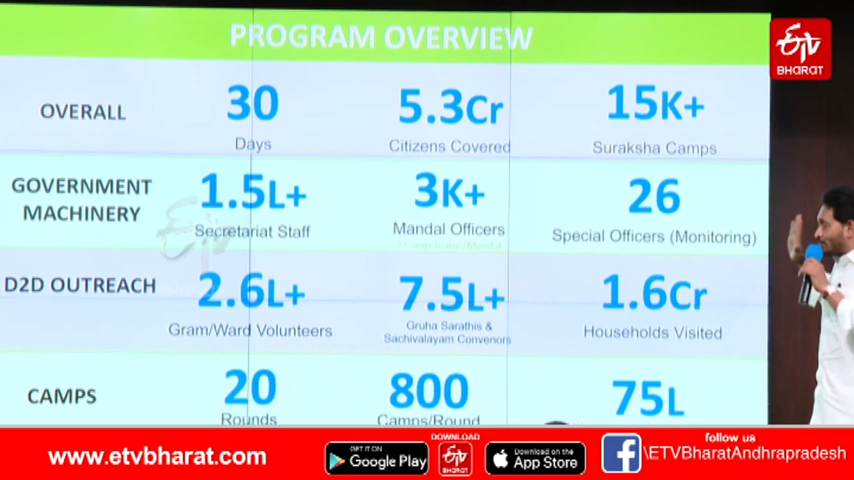 PROGRAM OVERVIEW
ETV
BHARAT
OVERALL
30
Days
5.3Cr
Citizens Covered
15K+
Suraksha Camps
GOVERNMENT
MACHINERY
1.5L+
Secretariat Staff
3K+
Mandal Officers
26
Special Officers (Monitoring)
D2D OUTREACH
2.6L+
Gram/Ward Volunteers
7.5L+
Gruha Sarathis &
Sachivalayam Convenors
1.6Cr
Households Visited
CAMPS
20
Rounds
800
Camps/Round
75L
www.etvbharat.com
GET IT ON
Google Play
DOWNLOAD
BHARAT
Download on the
App Store
follow us
\ETVBharatAndhrapradesh